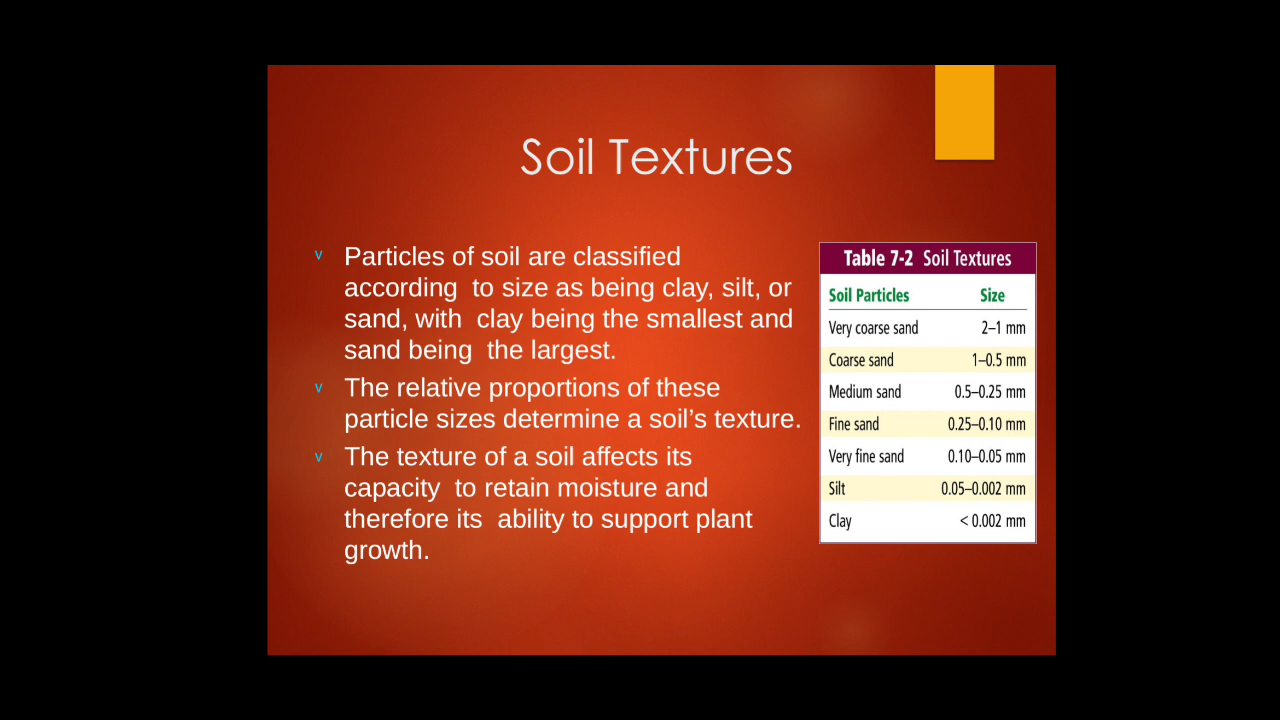 Soil Textures
v Particles of soil are classified
according  to size as being clay, silt, or
sand, with  clay being the smallest and
sand being  the largest.
v The relative proportions of these
particle sizes determine a soil’s texture.
v The texture of a soil affects its
capacity  to retain moisture and
therefore its  ability to support plant
growth.
Table 7-2 Soil Textures
Soil Particles Size
Very coarse sand 2–1 mm
Coarse sand 1–0.5 mm
Medium sand 0.5–0.25 mm
Fine sand 0.25–0.10 mm
Very fine sand 0.10–0.05 mm
Silt 0.05–0.002 mm
Clay < 0.002 mm